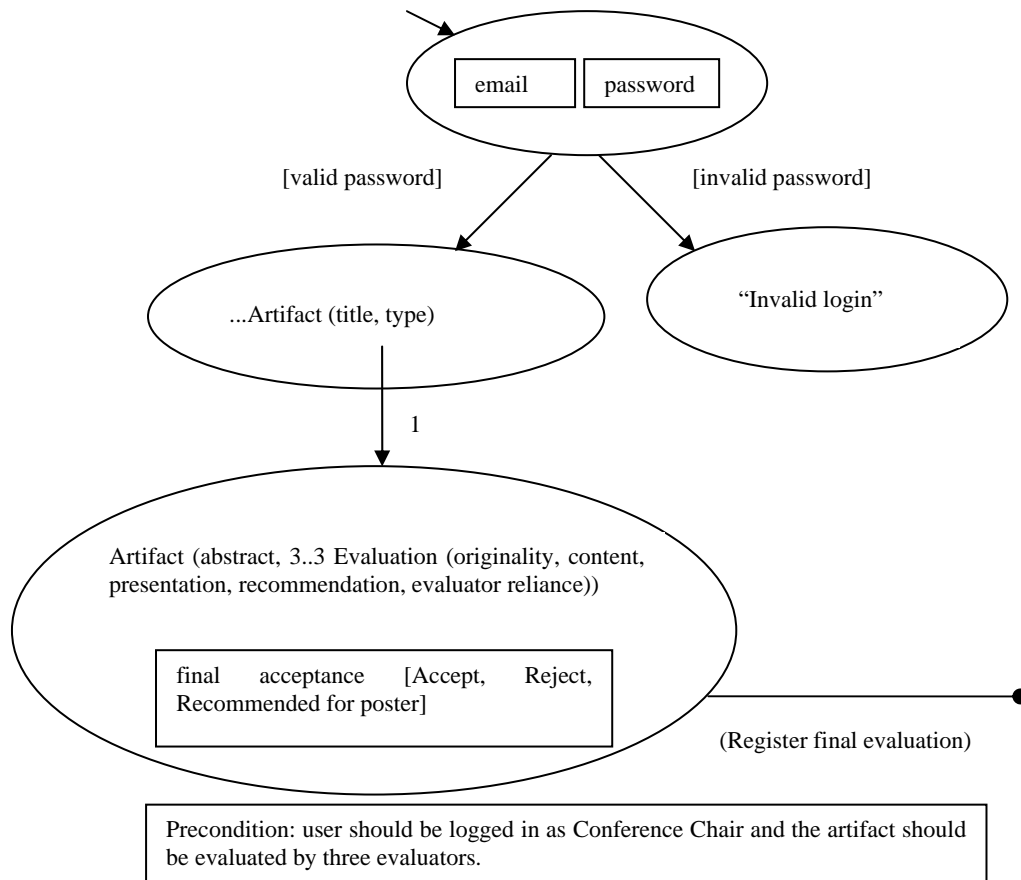 email
password
[valid password]
[invalid password]
...Artifact (title, type)
“Invalid login”
1
Artifact (abstract, 3..3 Evaluation (originality, content,
presentation, recommendation, evaluator reliance))
final acceptance [Accept, Reject,
Recommended for poster]
(Register final evaluation)
Precondition: user should be logged in as Conference Chair and the artifact should
be evaluated by three evaluators.